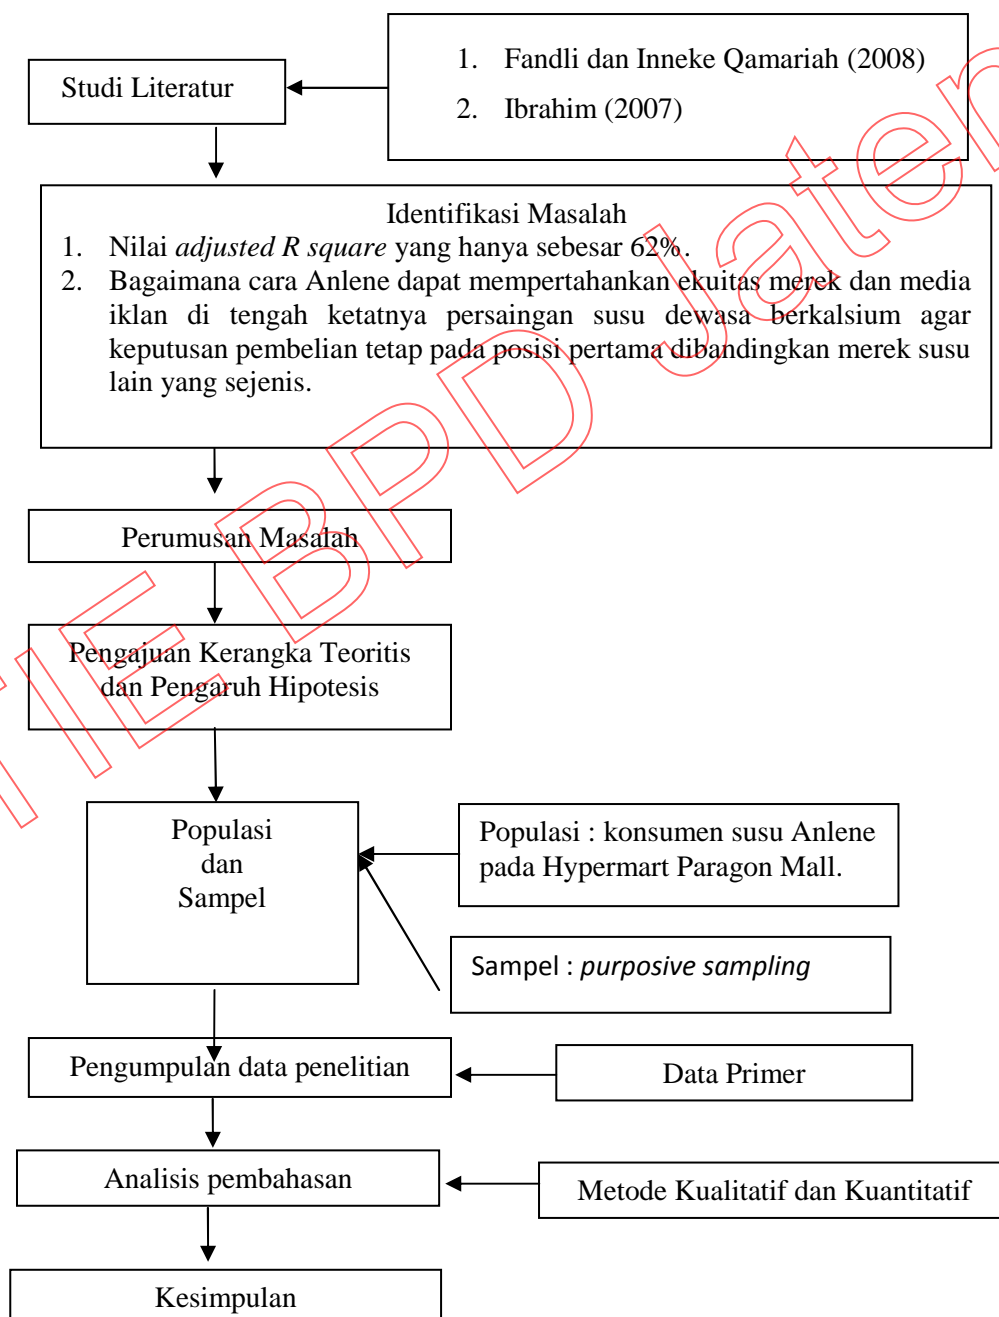 1. Fandli dan Inneke Qamariah (2008)
2. Ibrahim (2007)
Studi Literatur
Identifikasi Masalah
1. Nilai adjusted R square yang hanya sebesar 62%.
2. Bagaimana cara Anlene dapat mempertahankan ekuitas merek dan media
iklan di tengah ketatnya persaingan susu dewasa berkalsium agar
keputusan pembelian tetap pada posisi pertama dibandingkan merek susu
lain yang sejenis.
Perumusan Masalah
Pengajuan Kerangka Teoritis
dan Pengaruh Hipotesis
Populasi
dan
Sampel
Populasi : konsumen susu Anlene
pada Hypermart Paragon Mall.
Sampel : purposive sampling
Pengumpulan data penelitian
Data Primer
Analisis pembahasan
Metode Kualitatif dan Kuantitatif
Kesimpulan
TIE BPD Jaten